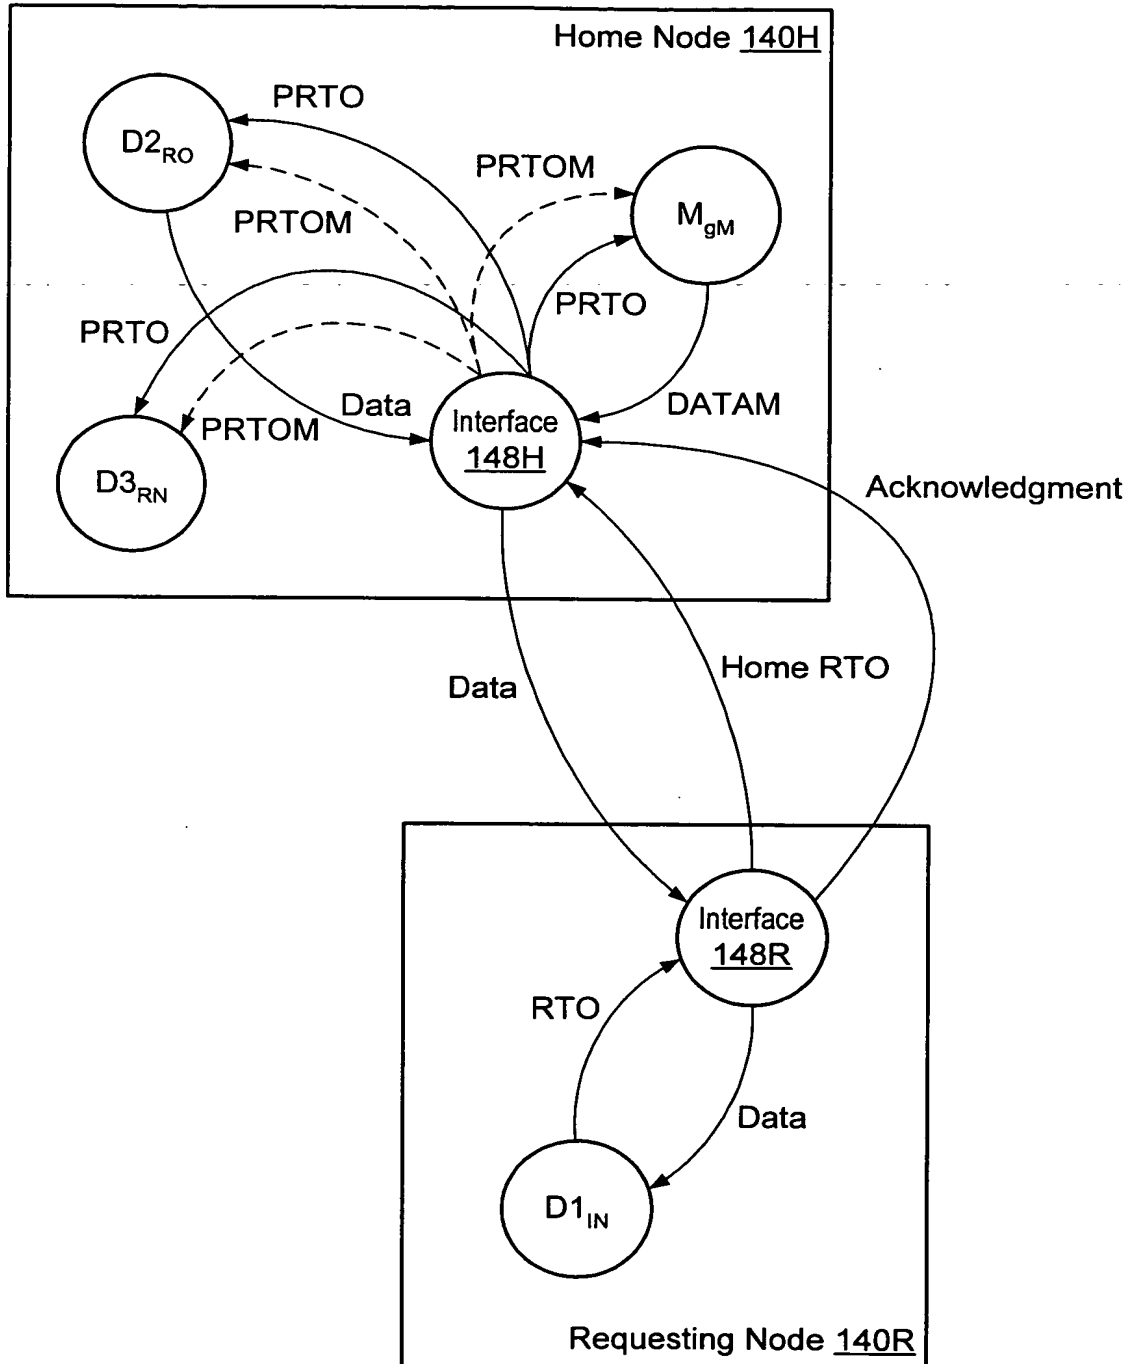 Home Node 140H
PRTO
D2RO
PRTOM
PRTOM
MgM
PRTO
PRTO
Data
DATAM
PRTOM
Interface
148H
D3RN
Acknowledgment
Data
Home RTO
Interface
148R
RTO
Data
D1IN
Requesting Node 140R